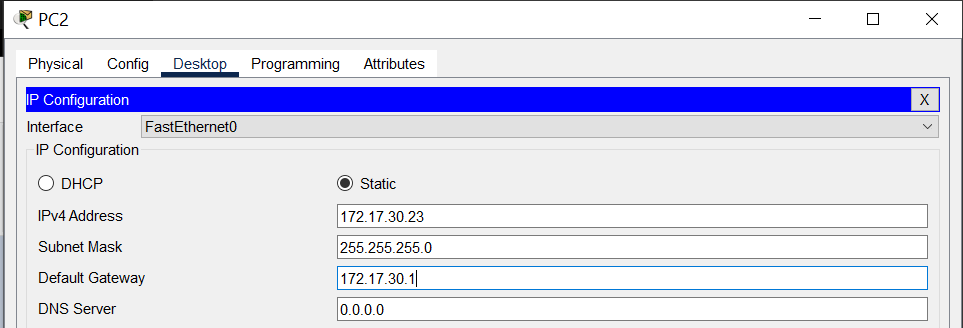 PC2
Physical Config Desktop Programming Attributes
IP Configuration X
Interface FastEthernet0
IP Configuration
DHCP Static
IPv4 Address 172.17.30.23
Subnet Mask 255.255.255.0
Default Gateway 172.17.30.1
DNS Server 0.0.0.0